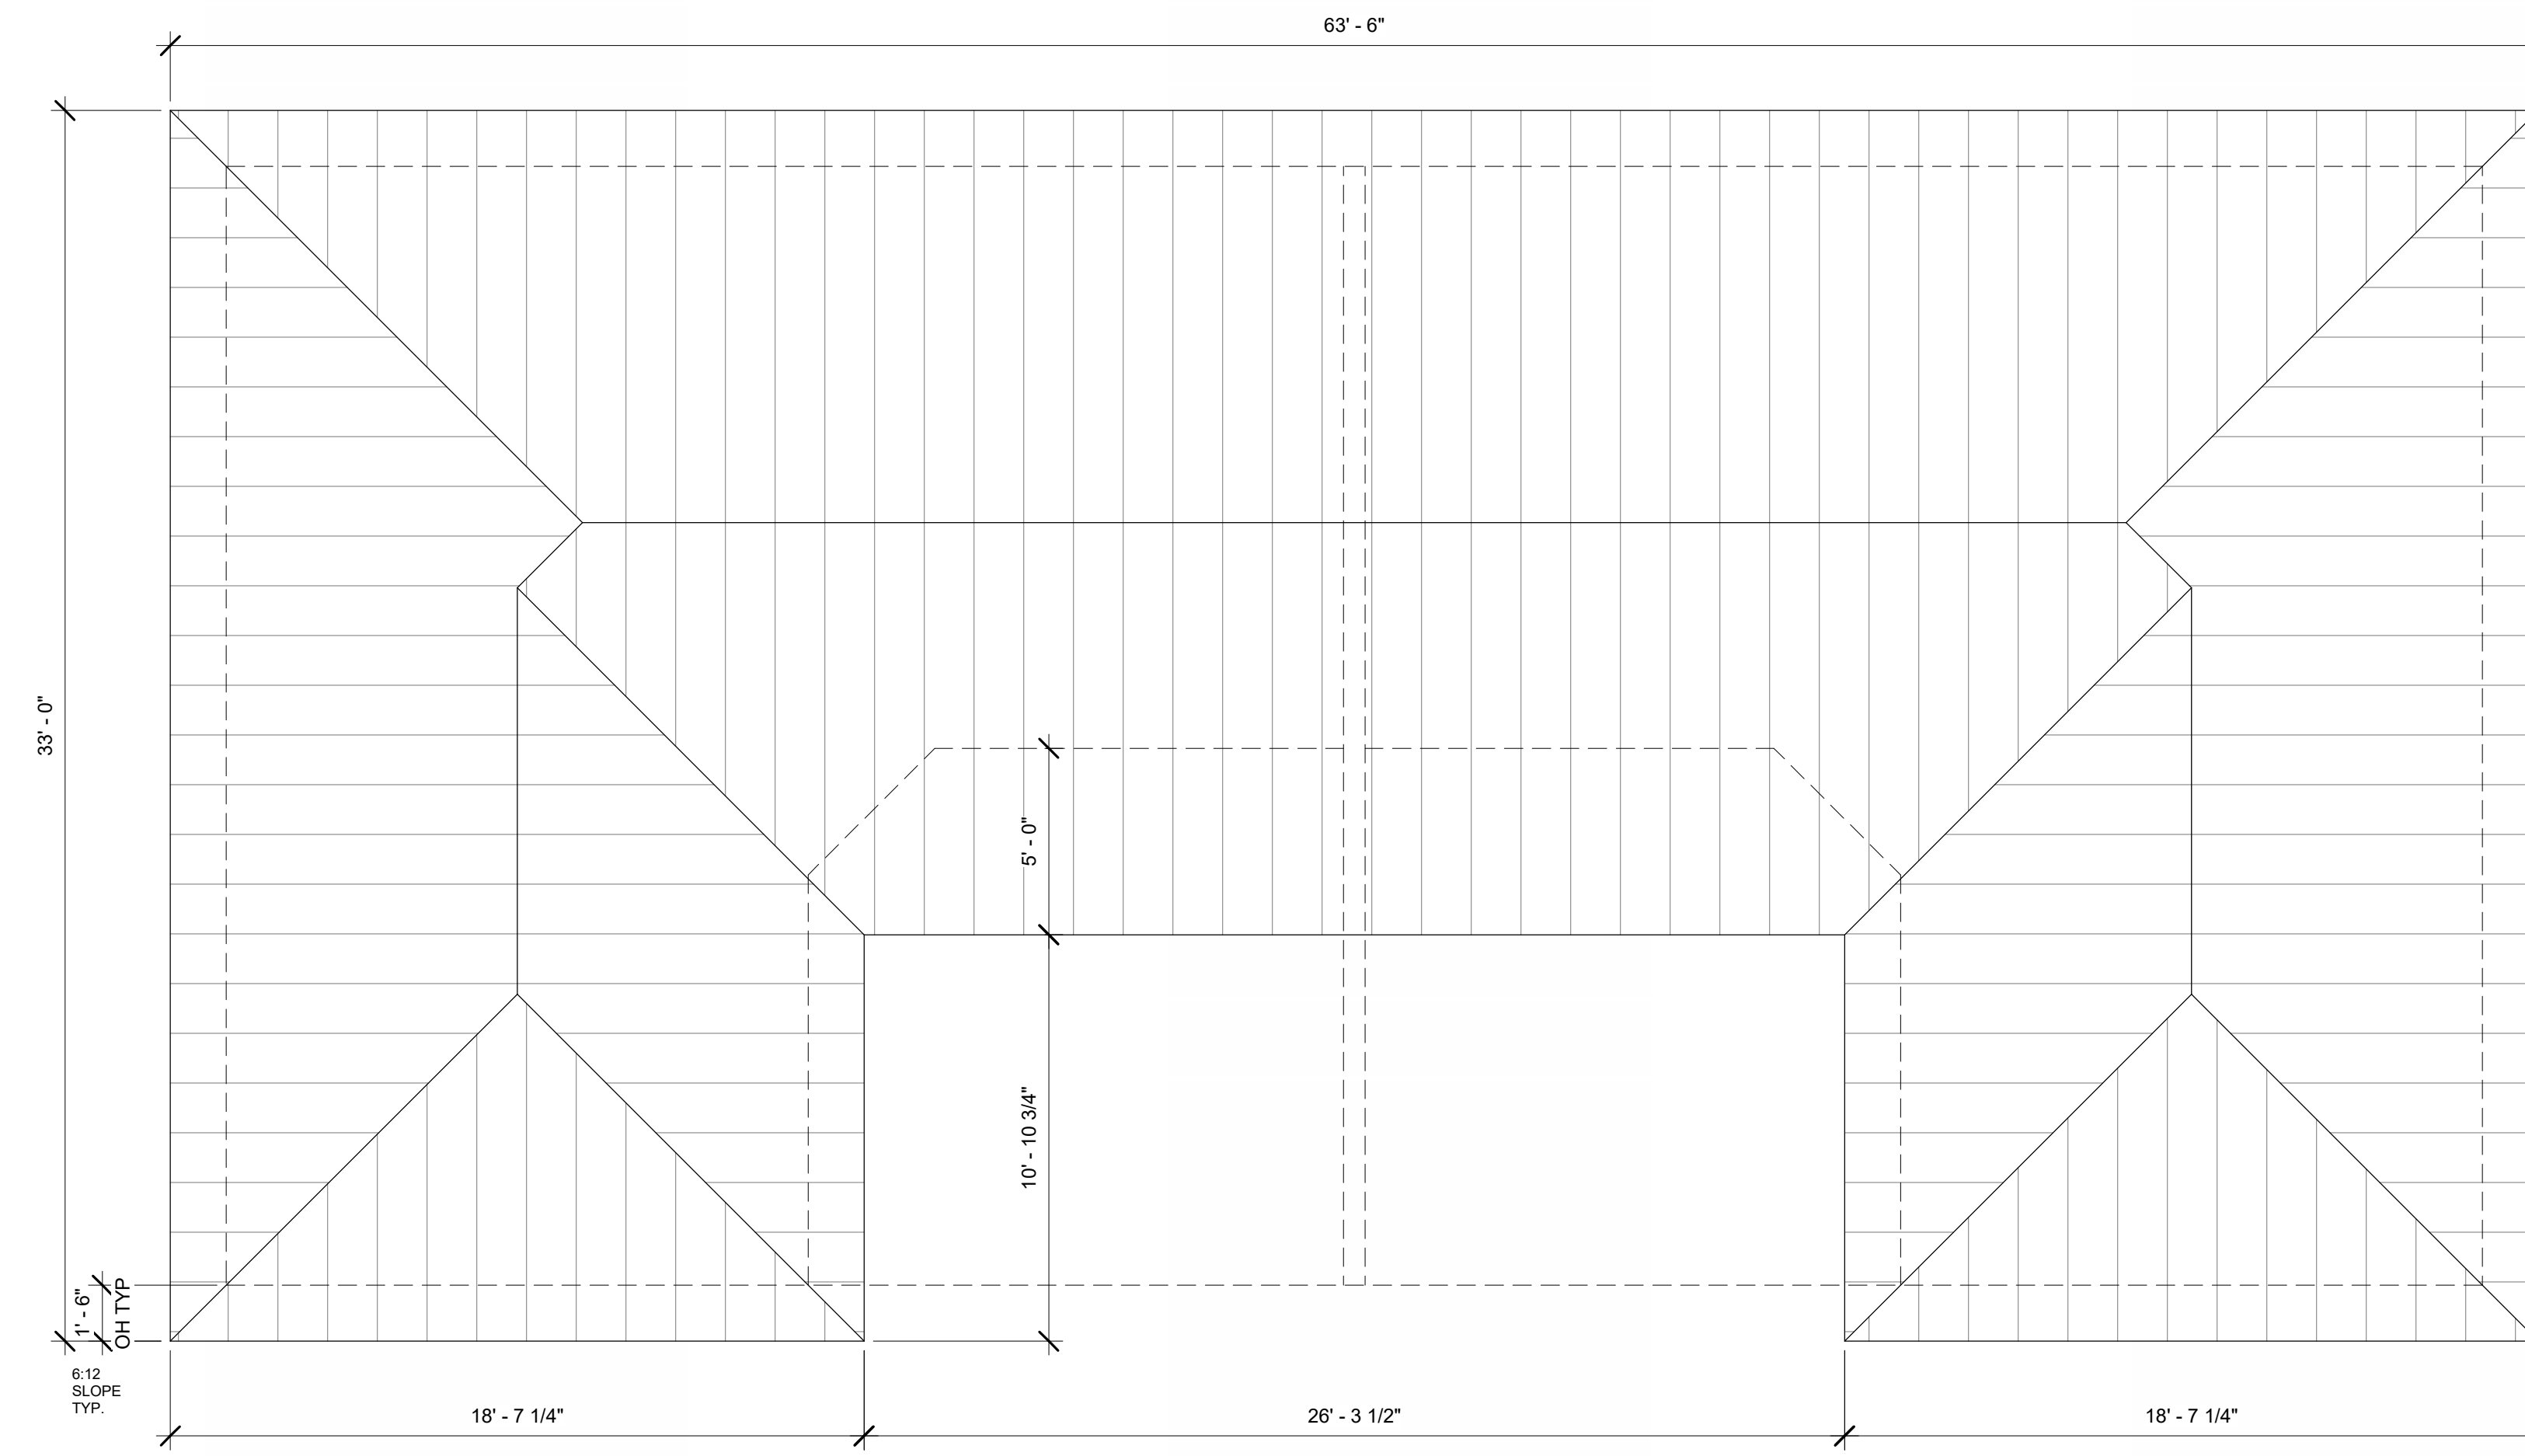 63' - 6"
33' - 0"
5' - 0"
10' - 10 3/4"
1' - 6"
OH TYP
6:12
SLOPE
TYP.
18' - 7 1/4"
26' - 3 1/2"
18' - 7 1/4"